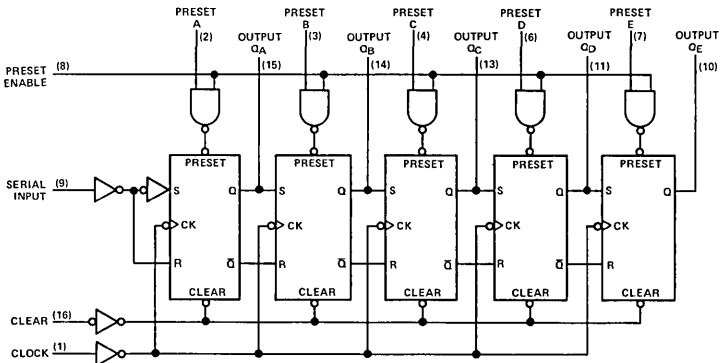 PRESET A (2)
OUTPUT QA (15)
PRESET B (3)
OUTPUT QB (14)
PRESET C (4)
OUTPUT QC (13)
PRESET D (6)
OUTPUT QD (11)
PRESET E (7)
OUTPUT QE (10)
PRESET ENABLE (8)
PRESET PRESET PRESET PRESET PRESET
SERIAL INPUT (9)
S Q S Q S Q S Q S Q
CK CK CK CK CK
R Q̅ R Q̅ R Q̅ R Q̅ R
CLEAR CLEAR CLEAR CLEAR CLEAR
CLEAR (16)
CLOCK (1)